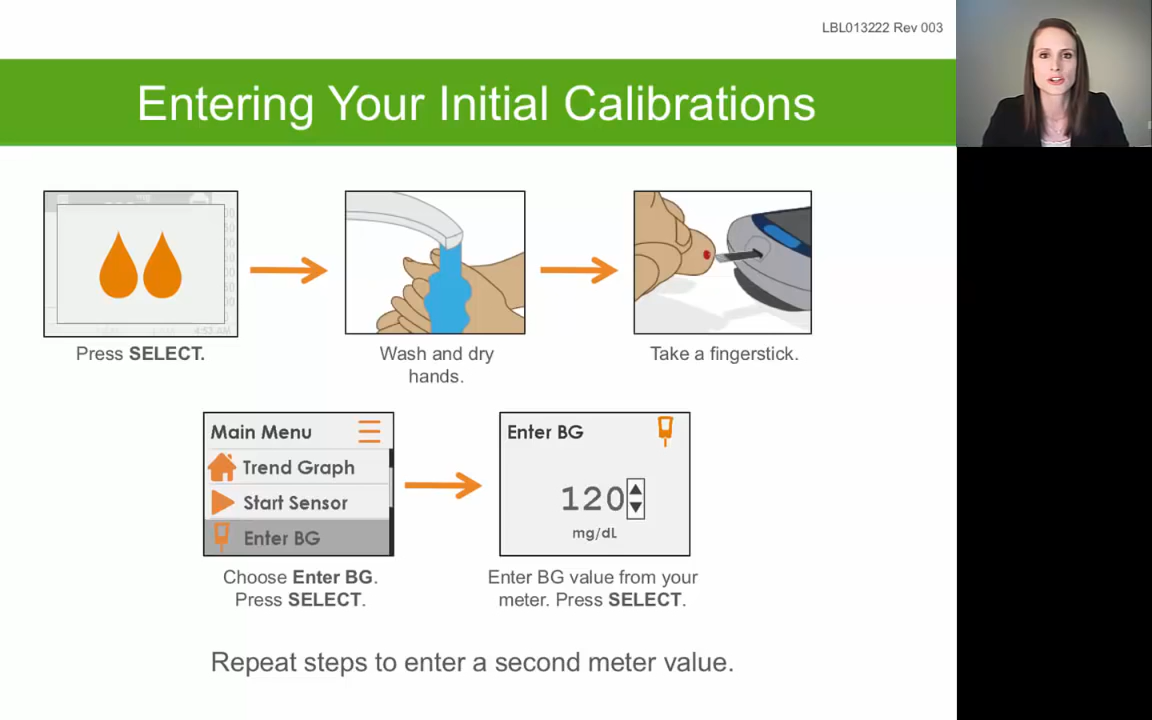 LBL013222 Rev 003
Entering Your Initial Calibrations
Press SELECT.
Wash and dry
hands.
Take a fingerstick.
Main Menu
Trend Graph
Start Sensor
Enter BG
Enter BG
120
mg/dL
Choose Enter BG.
Press SELECT.
Enter BG value from your
meter. Press SELECT.
Repeat steps to enter a second meter value.